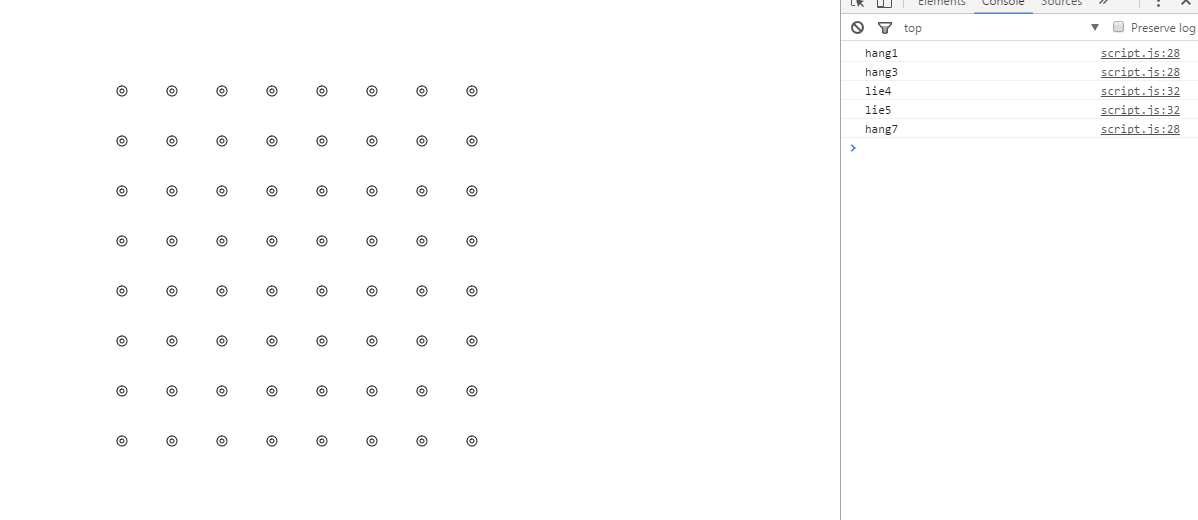 Elements Console Sources »
top Preserve log
hang1 script.js:28
hang3 script.js:28
lie4 script.js:32
lie5 script.js:32
hang7 script.js:28